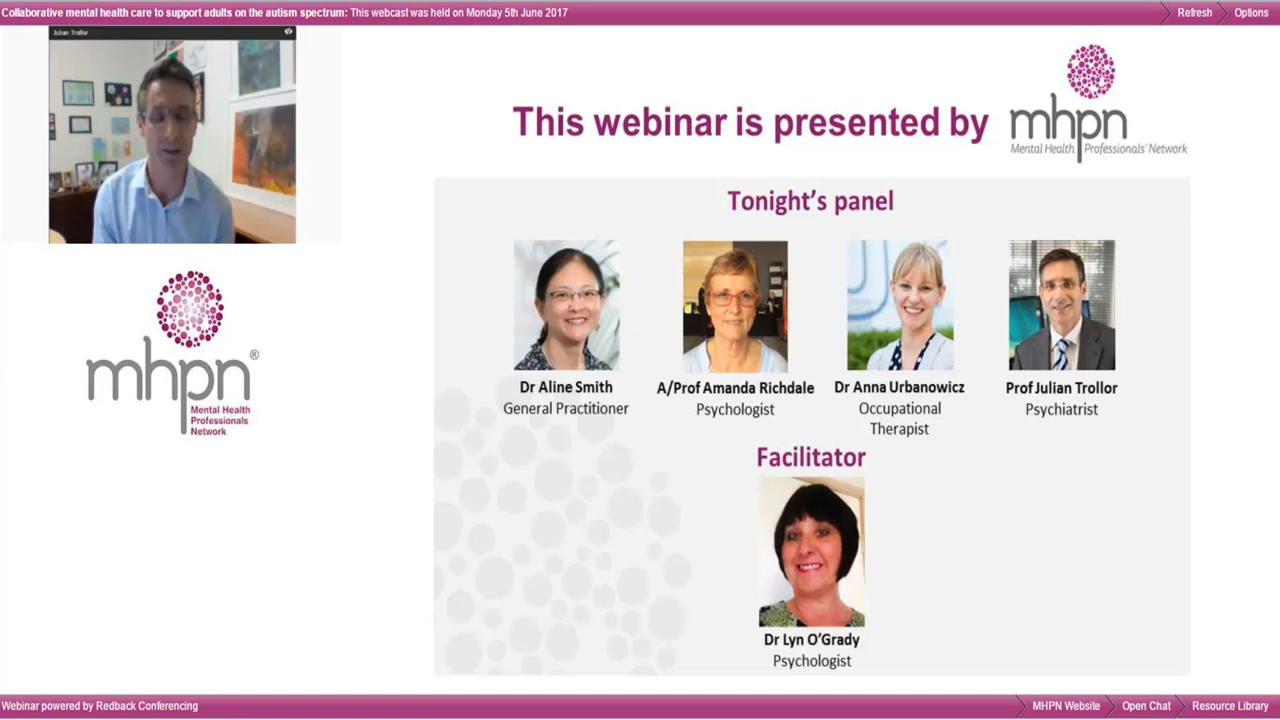 Collaborative mental health care to support adults on the autism spectrum: This webcast was held on Monday 5th June 2017
Refresh
Options
Julian Trollor
This webinar is presented by
mhpn
Mental Health Professionals' Network
Tonight's panel
Dr Aline Smith
General Practitioner
A/Prof Amanda Richdale
Psychologist
Dr Anna Urbanowicz
Occupational
Therapist
Prof Julian Trollor
Psychiatrist
Facilitator
Dr Lyn O'Grady
Psychologist
mhpn®
Mental Health
Professionals
Network
Webinar powered by Redback Conferencing
MHPN Website
Open Chat
Resource Library